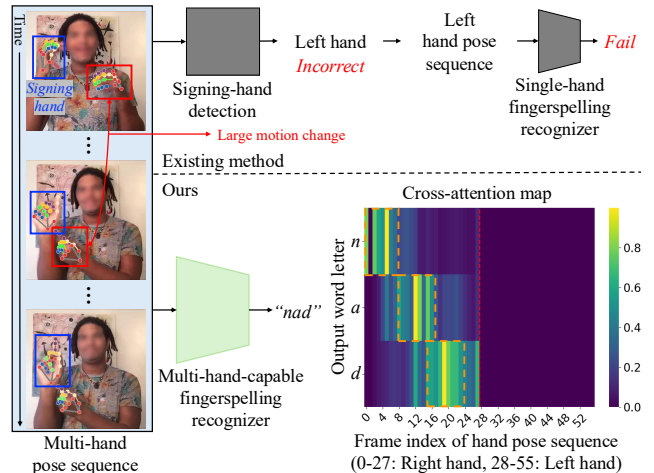 Time
Signing
hand
Signing-hand
detection
Left hand
Incorrect
Left
hand pose
sequence
Single-hand
fingerspelling
recognizer
Fail
Large motion change
Existing method
Ours
Multi-hand-capable
fingerspelling
recognizer
“nad”
Multi-hand
pose sequence
Cross-attention map
Output word letter
n
a
d
0 4 8 12 16 20 24 28 32 36 40 44 48 52
0.8
0.6
0.4
0.2
0.0
Frame index of hand pose sequence
(0-27: Right hand, 28-55: Left hand)